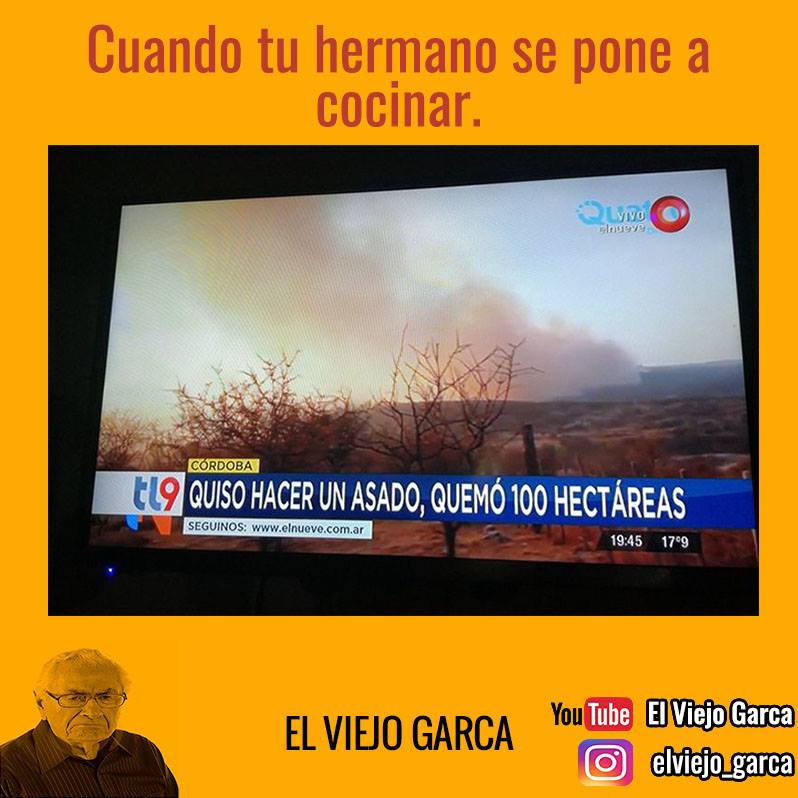 Cuando tu hermano se pone a
cocinar.
Quat
VIVO
elnueve
CÓRDOBA
tl9
QUISO HACER UN ASADO, QUEMÓ 100 HECTÁREAS
SEGUINOS: www.elnueve.com.ar
19:45 17°9
EL VIEJO GARCA
YouTube El Viejo Garca
elviejo_garca